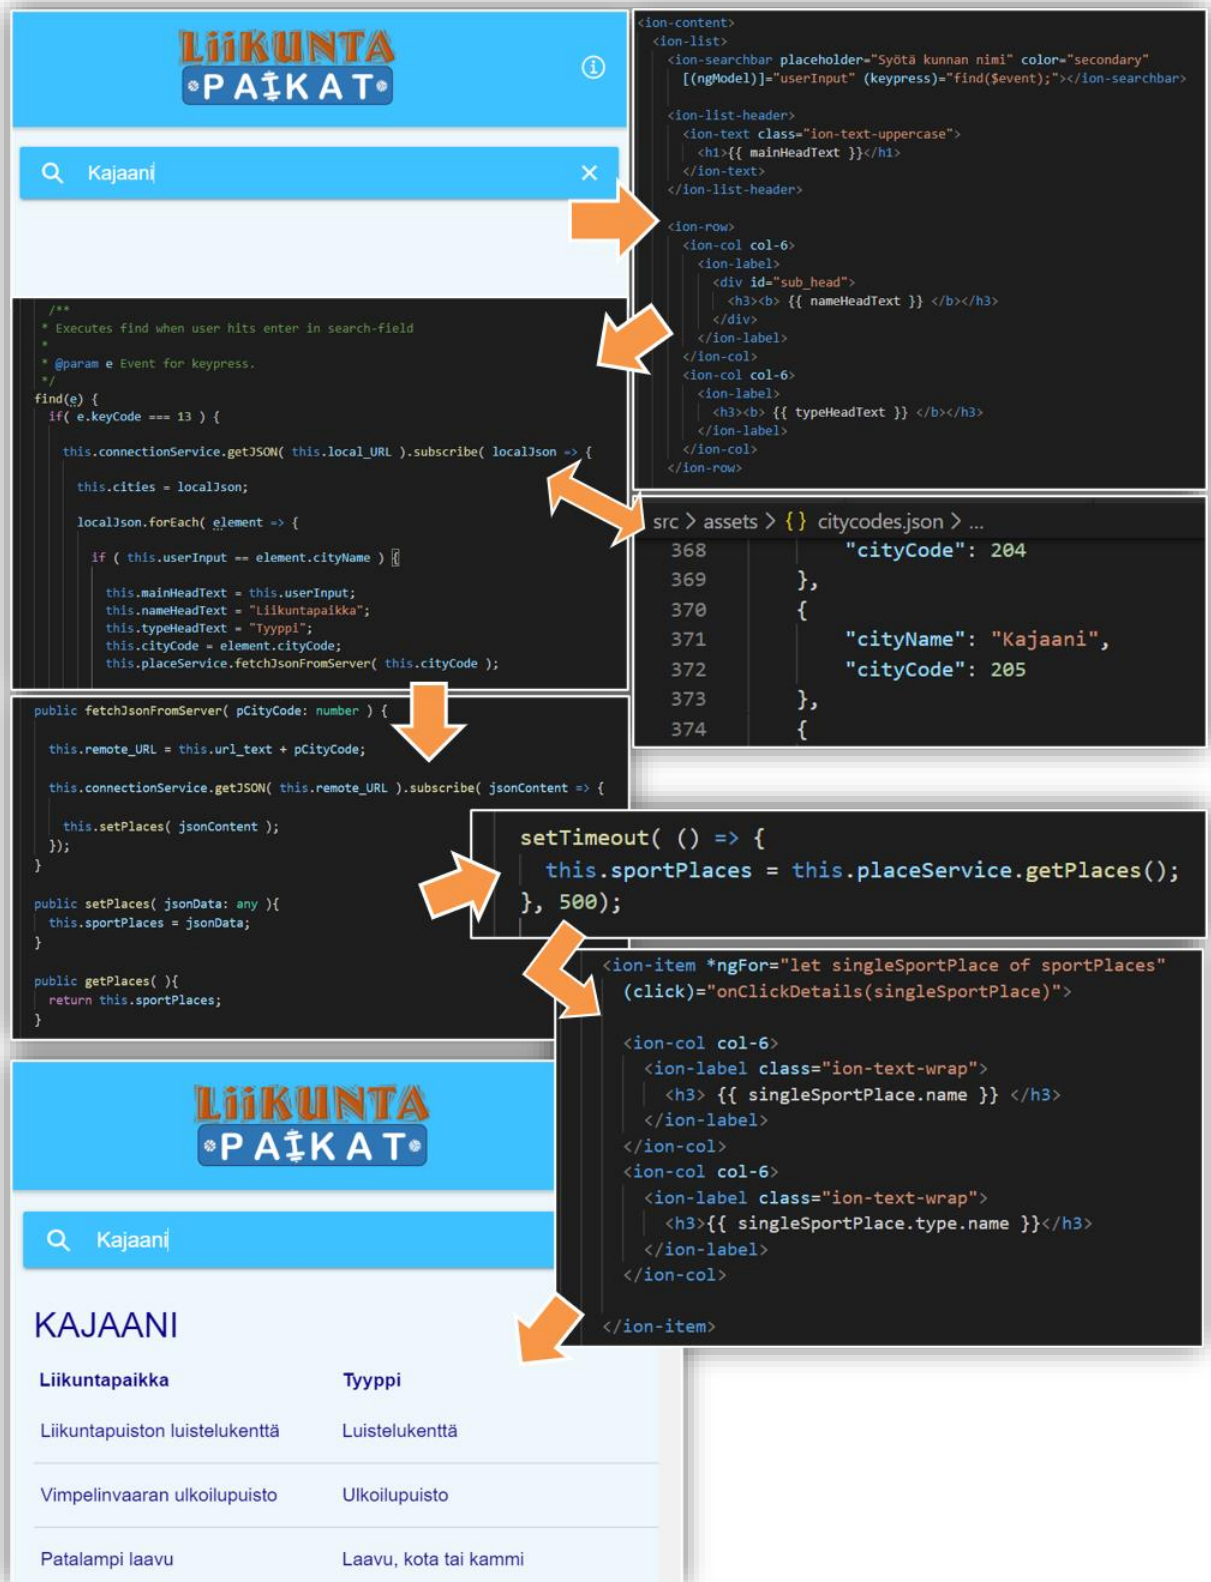 LiiKUNTA
PAIKAT
Kajaani
<ion-content>
<ion-list>
<ion-searchbar placeholder="Syötä kunnan nimi" color="secondary"
[(ngModel)]="userInput" (keypress)="find($event);"></ion-searchbar>
<ion-list-header>
<ion-text class="ion-text-uppercase">
<h1>{{ mainHeadText }}</h1>
</ion-text>
</ion-list-header>
<ion-row>
<ion-col col-6>
<ion-label>
<div id="sub_head">
<h3><b> {{ nameHeadText }} </b></h3>
</div>
</ion-label>
</ion-col>
<ion-col col-6>
<ion-label>
<h3><b> {{ typeHeadText }} </b></h3>
</ion-label>
</ion-col>
</ion-row>
/**
* Executes find when user hits enter in search-field
*
* @param e Event for keypress.
*/
find(e) {
if( e.keyCode === 13 ) {
this.connectionService.getJSON( this.local_URL ).subscribe( localJson => {
this.cities = localJson;
localJson.forEach( element => {
if ( this.userInput == element.cityName ) {
this.mainHeadText = this.userInput;
this.nameHeadText = "Liikuntapaikka";
this.typeHeadText = "Tyyppi";
this.cityCode = element.cityCode;
this.placeService.fetchJsonFromServer( this.cityCode );
src > assets > {} citycodes.json > ...
368 "cityCode": 204
369 },
370 {
371 "cityName": "Kajaani",
372 "cityCode": 205
373 },
374 {
public fetchJsonFromServer( pCityCode: number ) {
this.remote_URL = this.url_text + pCityCode;
this.connectionService.getJSON( this.remote_URL ).subscribe( jsonContent => {
this.setPlaces( jsonContent );
});
}
public setPlaces( jsonData: any ){
this.sportPlaces = jsonData;
}
public getPlaces( ){
return this.sportPlaces;
}
setTimeout( () => {
this.sportPlaces = this.placeService.getPlaces();
}, 500);
<ion-item *ngFor="let singleSportPlace of sportPlaces"
(click)="onClickDetails(singleSportPlace)">
<ion-col col-6>
<ion-label class="ion-text-wrap">
<h3> {{ singleSportPlace.name }} </h3>
</ion-label>
</ion-col>
<ion-col col-6>
<ion-label class="ion-text-wrap">
<h3>{{ singleSportPlace.type.name }}</h3>
</ion-label>
</ion-col>
</ion-item>
LiiKUNTA
PAIKAT
Kajaani
KAJAANI
Liikuntapaikka Tyyppi
Liikuntapuiston luistelukenttä Luistelukenttä
Vimpelinvaaran ulkoilupuisto Ulkoilupuisto
Patalampi laavu Laavu, kota tai kammi